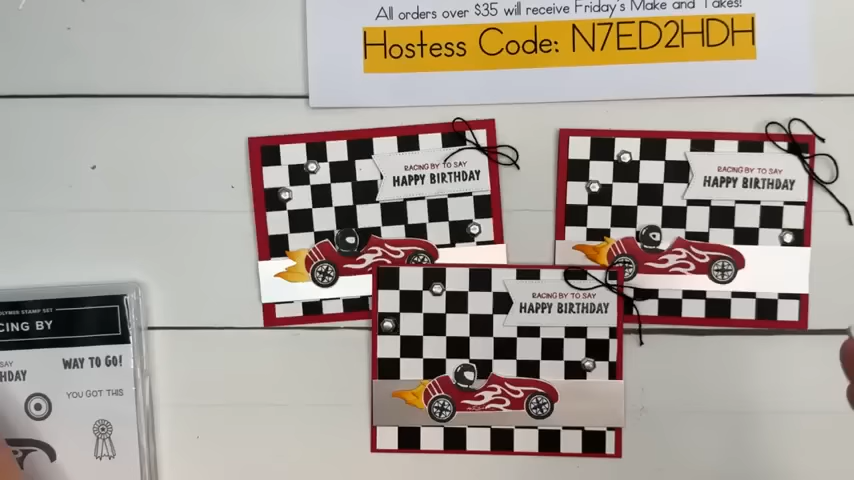 All orders over $35 will receive Friday's Make and Takes!
Hostess Code: N7ED2HDH
RACING BY TO SAY
HAPPY BIRTHDAY
RACING BY TO SAY
HAPPY BIRTHDAY
RACING BY TO SAY
HAPPY BIRTHDAY
STAMP SET
CING BY
SAY
HDAY
WAY TO GO!
YOU GOT THIS